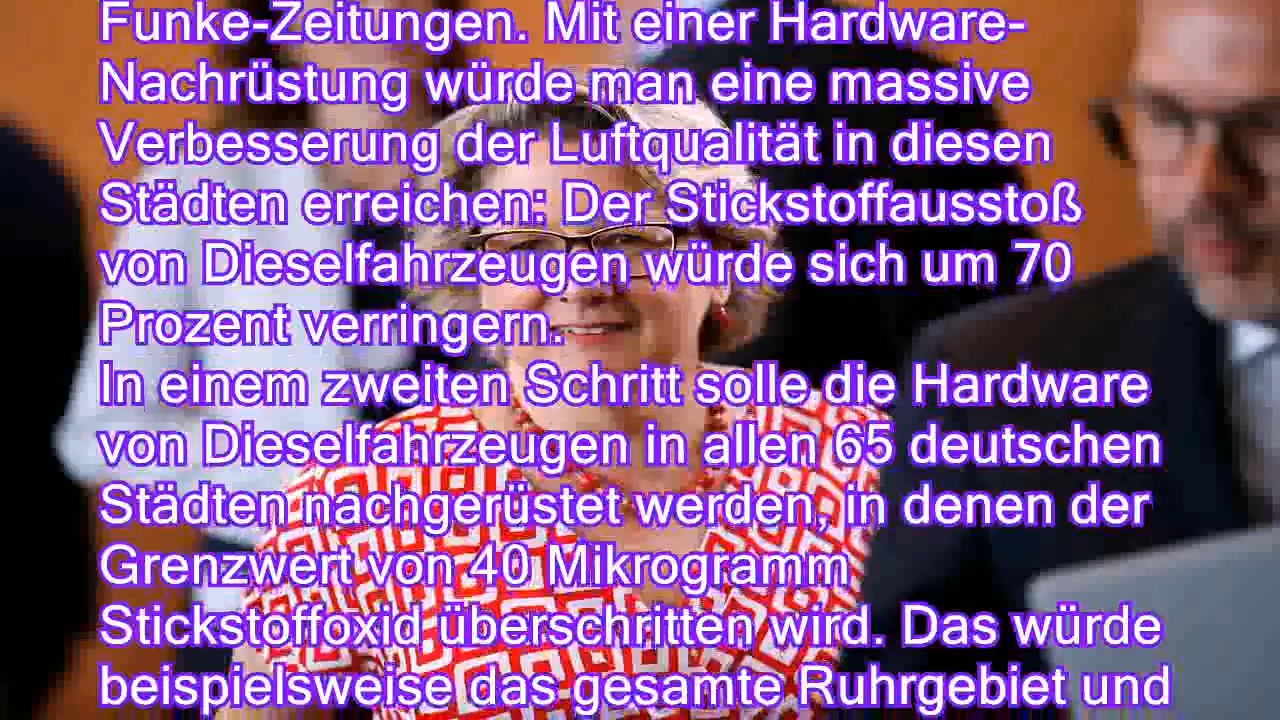 Funke-Zeitungen. Mit einer Hardware-
Nachrüstung würde man eine massive
Verbesserung der Luftqualität in diesen
Städten erreichen: Der Stickstoffausstoß
von Dieselfahrzeugen würde sich um 70
Prozent verringern.
In einem zweiten Schritt solle die Hardware
von Dieselfahrzeugen in allen 65 deutschen
Städten nachgerüstet werden, in denen der
Grenzwert von 40 Mikrogramm
Stickstoffoxid überschritten wird. Das würde
beispielsweise das gesamte Ruhrgebiet und